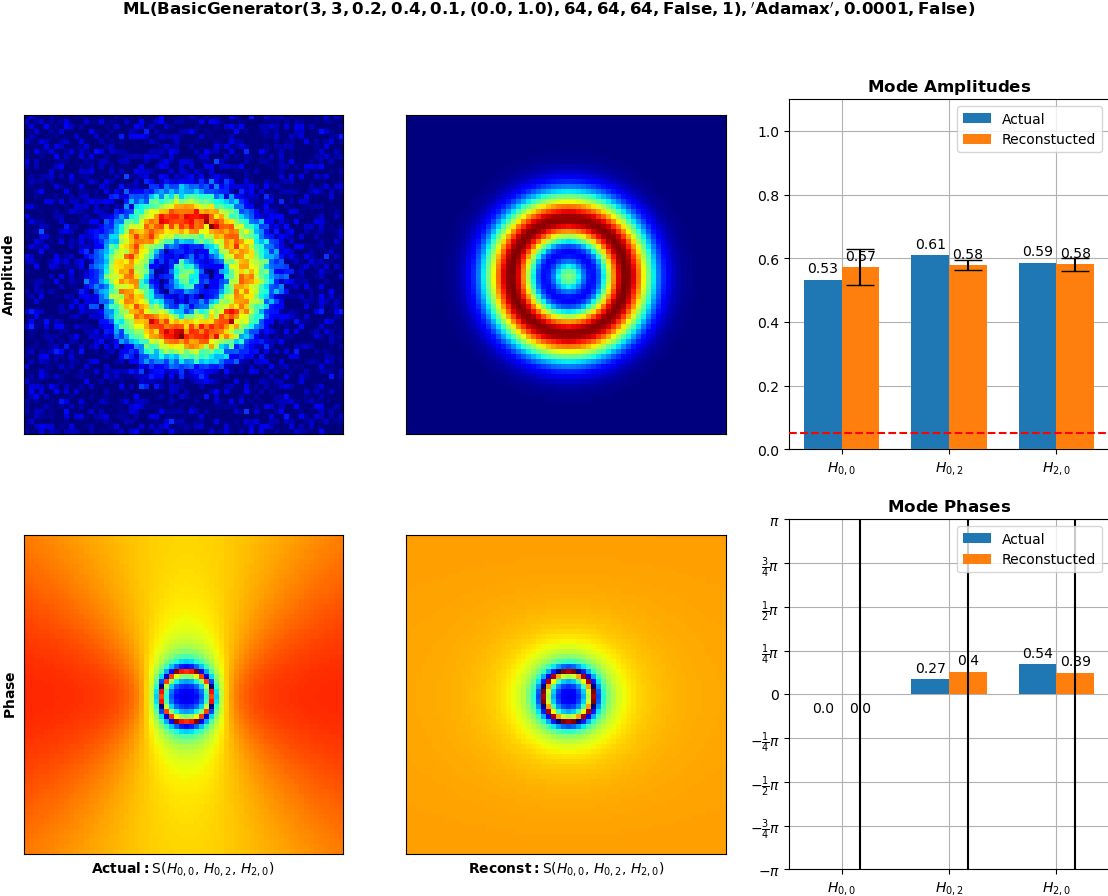 ML(BasicGenerator(3, 3, 0.2, 0.4, 0.1, (0.0, 1.0), 64, 64, 64, False, 1), ′Adamax′, 0.0001, False)
Amplitude
Mode Amplitudes
Actual
Reconstucted
1.0
0.8
0.6
0.4
0.2
0.0
0.53
0.57
0.61
0.58
0.59
0.58
H0,0
H0,2
H2,0
Phase
Actual: S(H0,0, H0,2, H2,0)
Reconst: S(H0,0, H0,2, H2,0)
Mode Phases
Actual
Reconstucted
π
3/4π
1/2π
1/4π
0
−1/4π
−1/2π
−3/4π
−π
0.0
0.0
0.27
0.4
0.54
0.39
H0,0
H0,2
H2,0